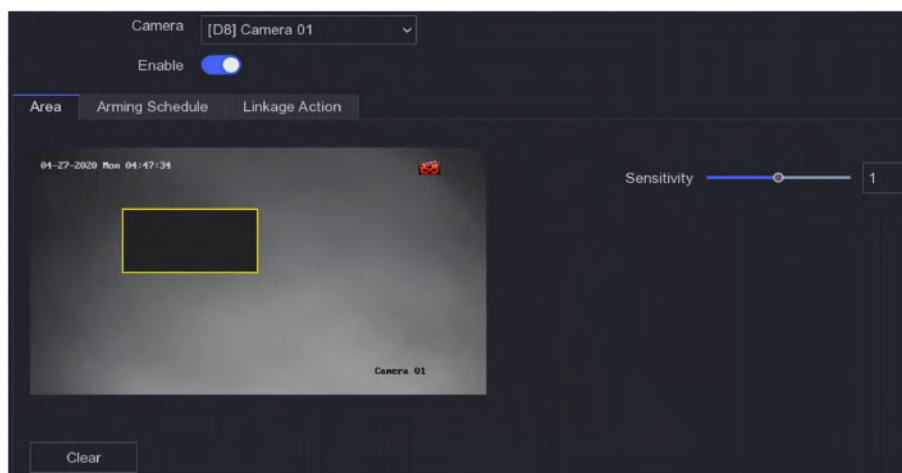 Camera [D8] Camera 01
Enable
Area Arming Schedule Linkage Action
04-27-2020 Mon 04:47:34
Sensitivity 1
Camera 01
Clear